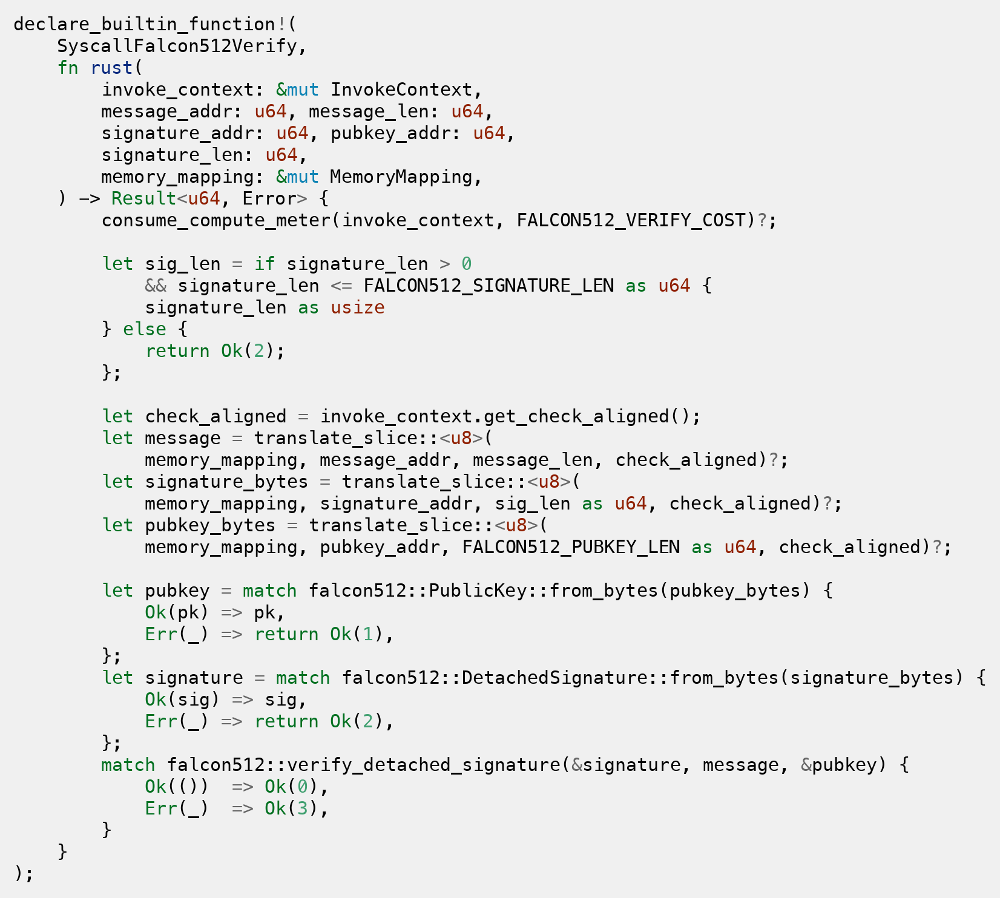 declare_builtin_function!(
    SyscallFalcon512Verify,
    fn rust(
        invoke_context: &mut InvokeContext,
        message_addr: u64, message_len: u64,
        signature_addr: u64, pubkey_addr: u64,
        signature_len: u64,
        memory_mapping: &mut MemoryMapping,
    ) -> Result<u64, Error> {
        consume_compute_meter(invoke_context, FALCON512_VERIFY_COST)?;

        let sig_len = if signature_len > 0
            && signature_len <= FALCON512_SIGNATURE_LEN as u64 {
            signature_len as usize
        } else {
            return Ok(2);
        };

        let check_aligned = invoke_context.get_check_aligned();
        let message = translate_slice::<u8>(
            memory_mapping, message_addr, message_len, check_aligned)?;
        let signature_bytes = translate_slice::<u8>(
            memory_mapping, signature_addr, sig_len as u64, check_aligned)?;
        let pubkey_bytes = translate_slice::<u8>(
            memory_mapping, pubkey_addr, FALCON512_PUBKEY_LEN as u64, check_aligned)?;

        let pubkey = match falcon512::PublicKey::from_bytes(pubkey_bytes) {
            Ok(pk) => pk,
            Err(_) => return Ok(1),
        };
        let signature = match falcon512::DetachedSignature::from_bytes(signature_bytes) {
            Ok(sig) => sig,
            Err(_) => return Ok(2),
        };
        match falcon512::verify_detached_signature(&signature, message, &pubkey) {
            Ok(())  => Ok(0),
            Err(_)  => Ok(3),
        }
    }
);